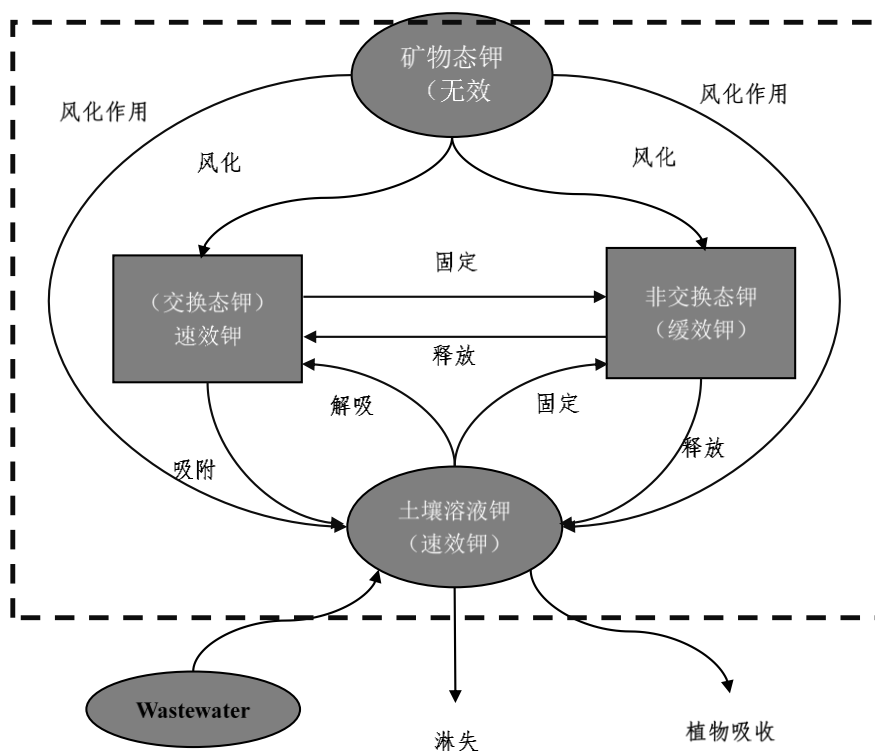 矿物态钾
（无效
风化作用
风化作用
风化
风化
固定
（交换态钾）
速效钾
非交换态钾
（缓效钾）
释放
解吸
固定
吸附
释放
土壤溶液钾
（速效钾）
Wastewater
淋失
植物吸收